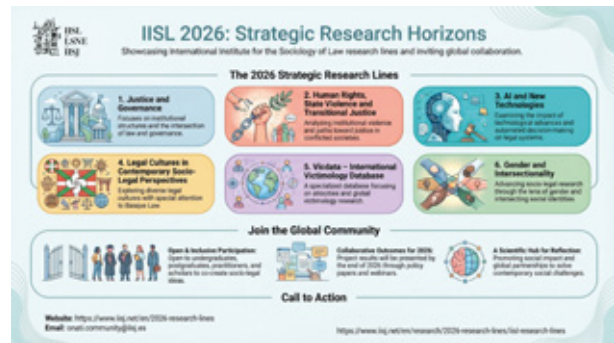 IISL
LSNE
IISJ
IISL 2026: Strategic Research Horizons
Showcasing International Institute for the Sociology of Law research lines and inviting global collaboration.
The 2026 Strategic Research Lines
1. Justice and
Governance
Focuses on institutional
structures and the intersection
of law and governance.
2. Human Rights,
State Violence and
Transitional Justice
Analyzing institutional violence
and paths toward justice in
conflicted societies.
3. AI and New
Technologies
Examining the impact of
technological advances and
automated decision-making
on legal systems.
4. Legal Cultures in
Contemporary Socio-
Legal Perspectives
Exploring diverse legal
cultures with special attention
to Basque Law
5. Vicdata – International
Victimology Database
A specialized database focusing
on atrocities and global
victimology research.
6. Gender and
Intersectionality
Advancing socio-legal research
through the lens of gender and
intersecting social identities.
Join the Global Community
Open & Inclusive Participation:
Open to undergraduates,
postgraduates, practitioners, and
scholars to co-create socio-legal
ideas.
Collaborative Outcomes for 2026:
Project results will be presented by
the end of 2026 through policy
papers and webinars.
A Scientific Hub for Reflection:
Promoting social impact and
global partnerships to solve
contemporary social challenges.
Call to Action
Website: https://www.iisj.net/en/2026-research-lines
Email: onati.community@iisj.es
https://www.iisj.net/en/research/2026-research-lines/iisl-research-lines